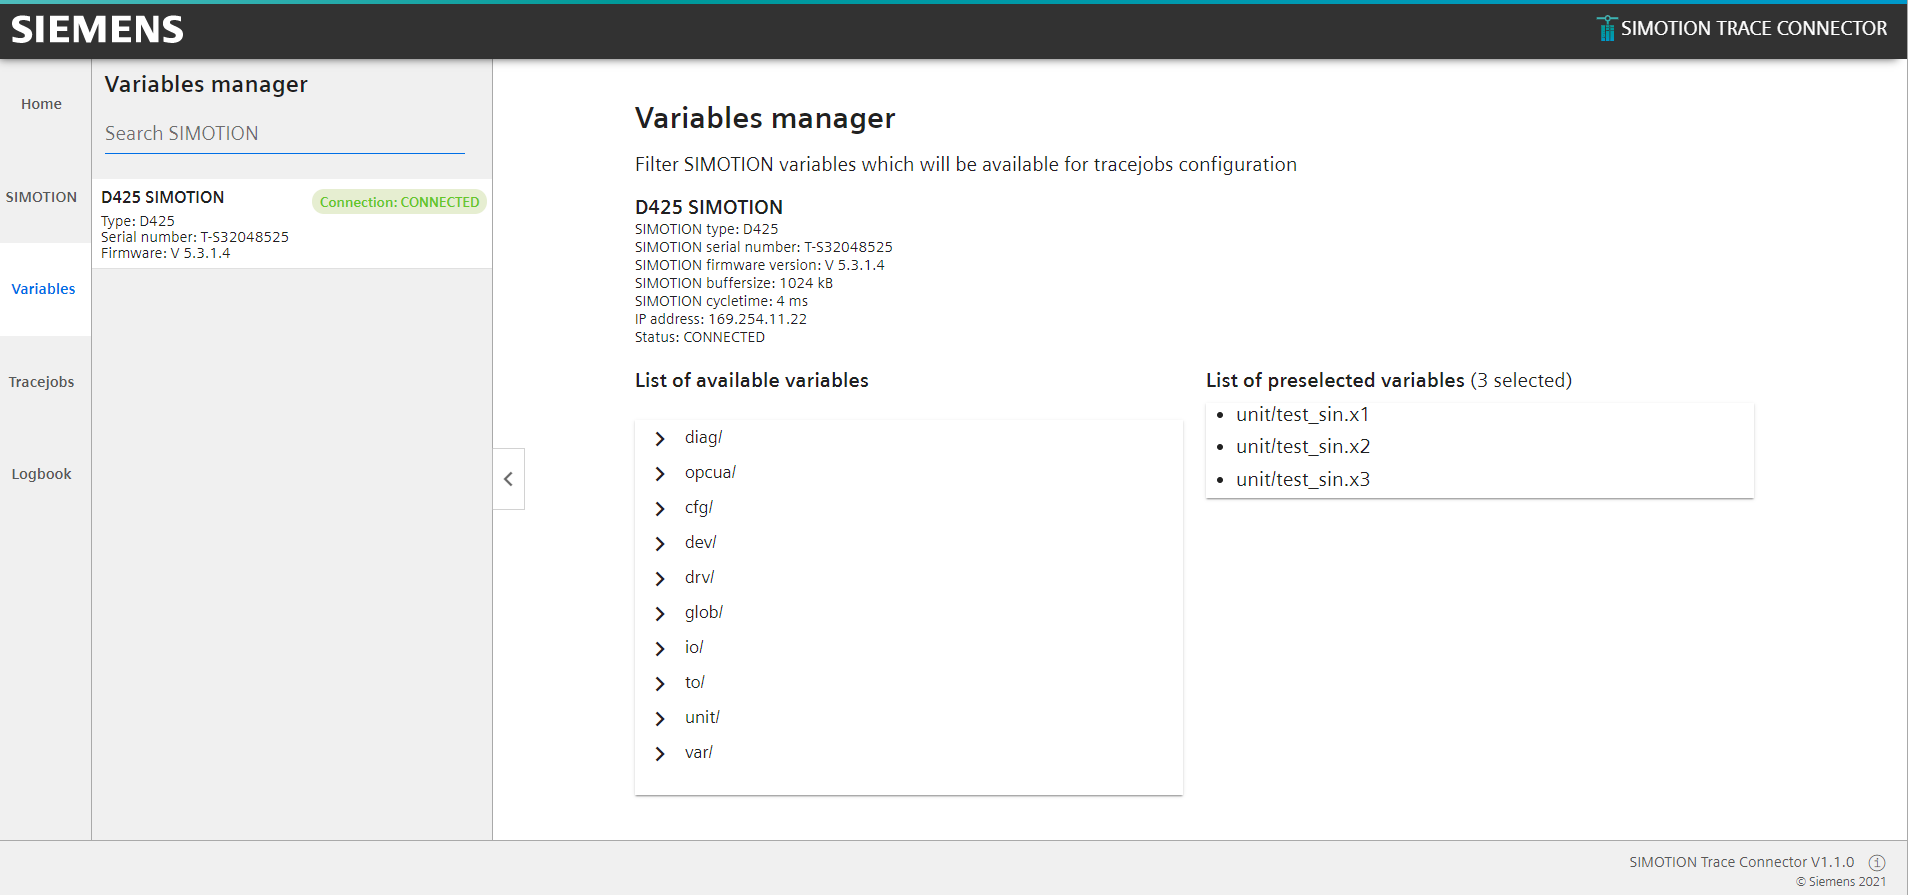 SIEMENS
SIMOTION TRACE CONNECTOR
Home
SIMOTION
Variables
Tracejobs
Logbook
Variables manager
Search SIMOTION
D425 SIMOTION
Connection: CONNECTED
Type: D425
Serial number: T-S32048525
Firmware: V 5.3.1.4
Variables manager
Filter SIMOTION variables which will be available for tracejobs configuration
D425 SIMOTION
SIMOTION type: D425
SIMOTION serial number: T-S32048525
SIMOTION firmware version: V 5.3.1.4
SIMOTION buffersize: 1024 kB
SIMOTION cycletime: 4 ms
IP address: 169.254.11.22
Status: CONNECTED
List of available variables
diag/
opcua/
cfg/
dev/
drv/
glob/
io/
to/
unit/
var/
List of preselected variables (3 selected)
• unit/test_sin.x1
• unit/test_sin.x2
• unit/test_sin.x3
SIMOTION Trace Connector V1.1.0
© Siemens 2021